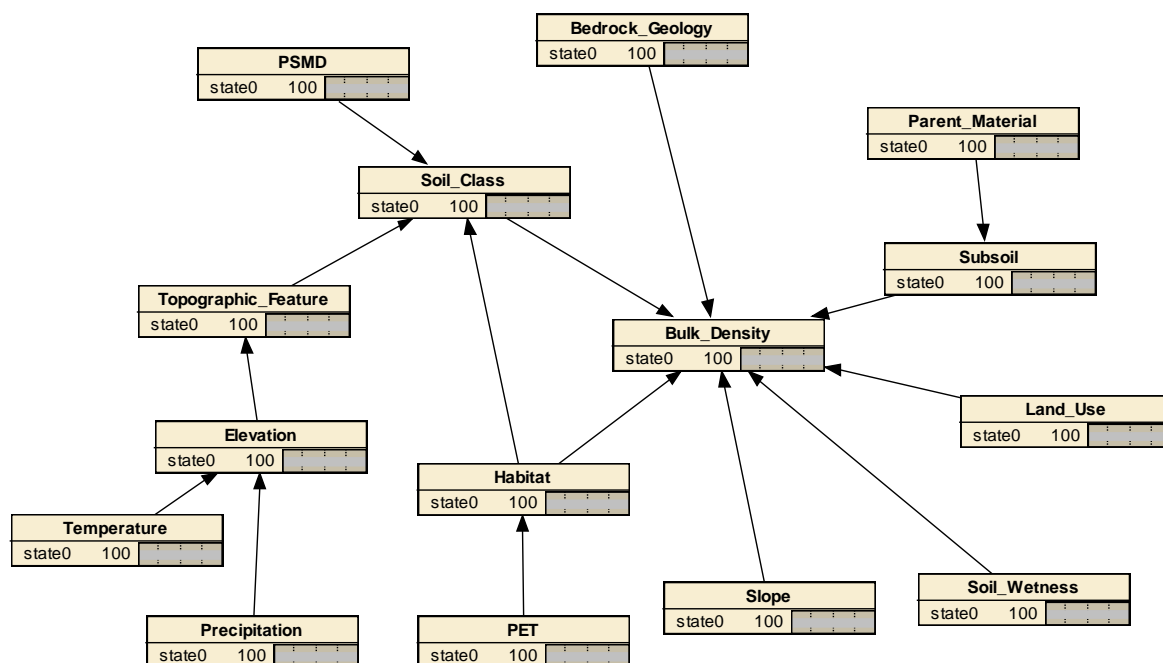 Bedrock_Geology
state0 100
PSMD
state0 100
Parent_Material
state0 100
Soil_Class
state0 100
Subsoil
state0 100
Topographic_Feature
state0 100
Bulk_Density
state0 100
Land_Use
state0 100
Elevation
state0 100
Habitat
state0 100
Temperature
state0 100
Slope
state0 100
Soil_Wetness
state0 100
Precipitation
state0 100
PET
state0 100